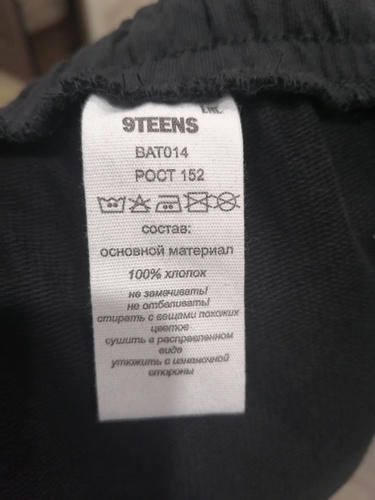 EAC
9TEENS
BAT014
РОСТ 152
состав:
основной материал
100% хлопок
не замачивать!
не отбеливать!
стирать с вещами похожих
цветов
сушить в расправленном
виде
утюжить с изнаночной
стороны